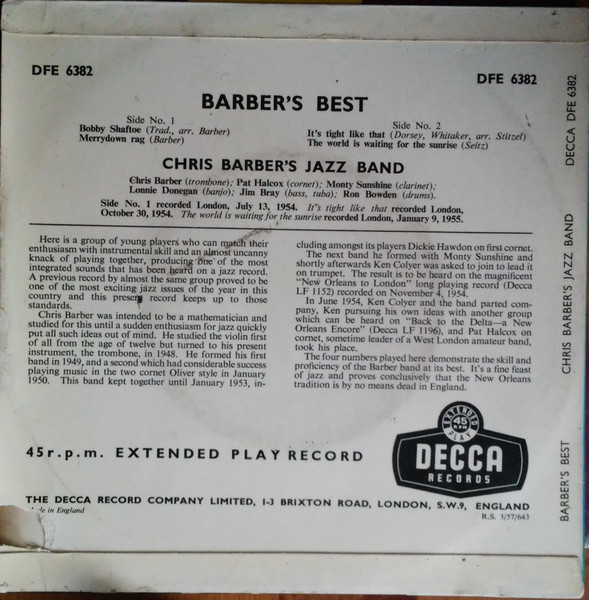 DFE 6382
DFE 6382
BARBER'S BEST
Side No. 1
Bobby Shaftoe (Trad., arr. Barber)
Merrydown rag (Barber)
Side No. 2
It's tight like that (Dorsey, Whitaker, arr. Stitzel)
The world is waiting for the sunrise (Seitz)
CHRIS BARBER'S JAZZ BAND
Chris Barber (trombone); Pat Halcox (cornet); Monty Sunshine (clarinet);
Lonnie Donegan (banjo); Jim Bray (bass, tuba); Ron Bowden (drums).
Side No. 1 recorded London, July 13, 1954. It's tight like that recorded London,
October 30, 1954. The world is waiting for the sunrise recorded London, January 9, 1955.
Here is a group of young players who can match their
enthusiasm with instrumental skill and an almost uncanny
knack of playing together, producing one of the most
integrated sounds that has been heard on a jazz record.
A previous record by almost the same group proved to be
one of the most exciting jazz issues of the year in this
country and this present record keeps up to those
standards.
Chris Barber was intended to be a mathematician and
studied for this until a sudden enthusiasm for jazz quickly
put all such ideas out of mind. He studied the violin first
of all from the age of twelve but turned to his present
instrument, the trombone, in 1948. He formed his first
band in 1949, and a second which had considerable success
playing music in the two cornet Oliver style in January
1950. This band kept together until January 1953, in-
cluding amongst its players Dickie Hawdon on first cornet.
The next band he formed with Monty Sunshine and
shortly afterwards Ken Colyer was asked to join to lead it
on trumpet. The result is to be heard on the magnificent
"New Orleans to London" long playing record (Decca
LF 1152) recorded on November 4, 1954.
In June 1954, Ken Colyer and the band parted com-
pany, Ken pursuing his own ideas with another group
which can be heard on "Back to the Delta—a New
Orleans Encore" (Decca LF 1196), and Pat Halcox on
cornet, sometime leader of a West London amateur band,
took his place.
The four numbers played here demonstrate the skill and
proficiency of the Barber band at its best. It's a fine feast
of jazz and proves conclusively that the New Orleans
tradition is by no means dead in England.
45 r.p.m. EXTENDED PLAY RECORD
EXTENDED
45
RPM
PLAY
DECCA
RECORDS
THE DECCA RECORD COMPANY LIMITED, 1-3 BRIXTON ROAD, LONDON, S.W.9, ENGLAND
Made in England
R.S. 3/57/643
BARBER'S BEST
CHRIS BARBER'S JAZZ BAND
DECCA DFE 6382